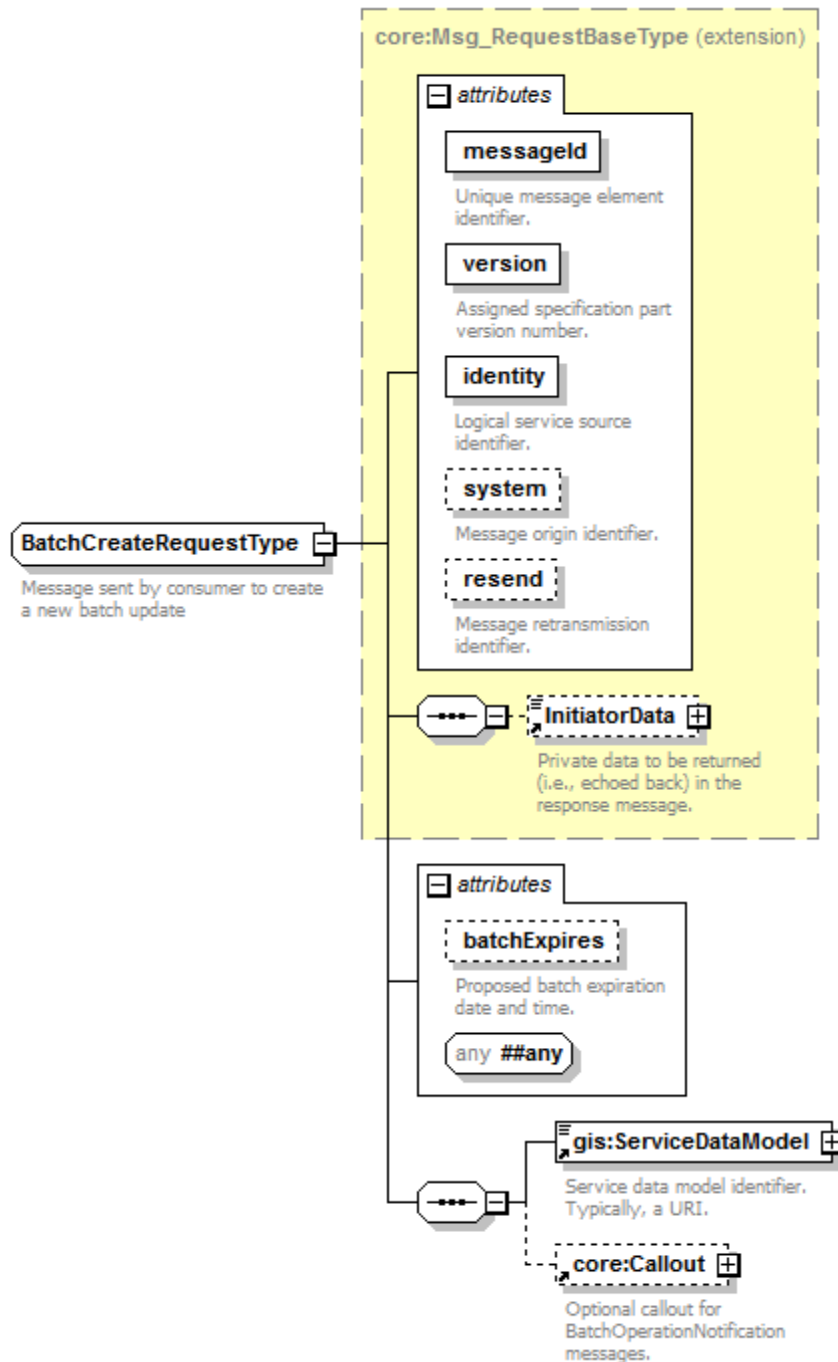 core:Msg_RequestBaseType (extension)
attributes
messageId
Unique message element
identifier.
version
Assigned specification part
version number.
identity
Logical service source
identifier.
system
Message origin identifier.
resend
Message retransmission
identifier.
BatchCreateRequestType
Message sent by consumer to create
a new batch update
InitiatorData
Private data to be returned
(i.e., echoed back) in the
response message.
attributes
batchExpires
Proposed batch expiration
date and time.
any ##any
gis:ServiceDataModel
Service data model identifier.
Typically, a URI.
core:Callout
Optional callout for
BatchOperationNotification
messages.